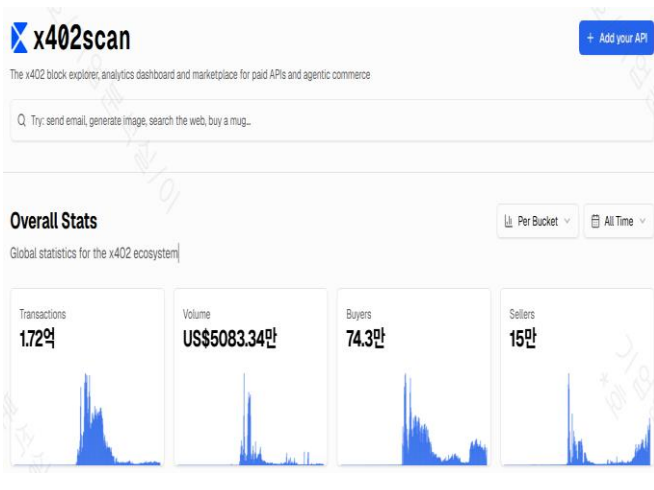 x402scan
+ Add your API
The x402 block explorer, analytics dashboard and marketplace for paid APIs and agentic commerce
Try: send email, generate image, search the web, buy a mug...
Overall Stats
Per Bucket
All Time
Global statistics for the x402 ecosystem
Transactions
1.72억
Volume
US$5083.34만
Buyers
74.3만
Sellers
15만